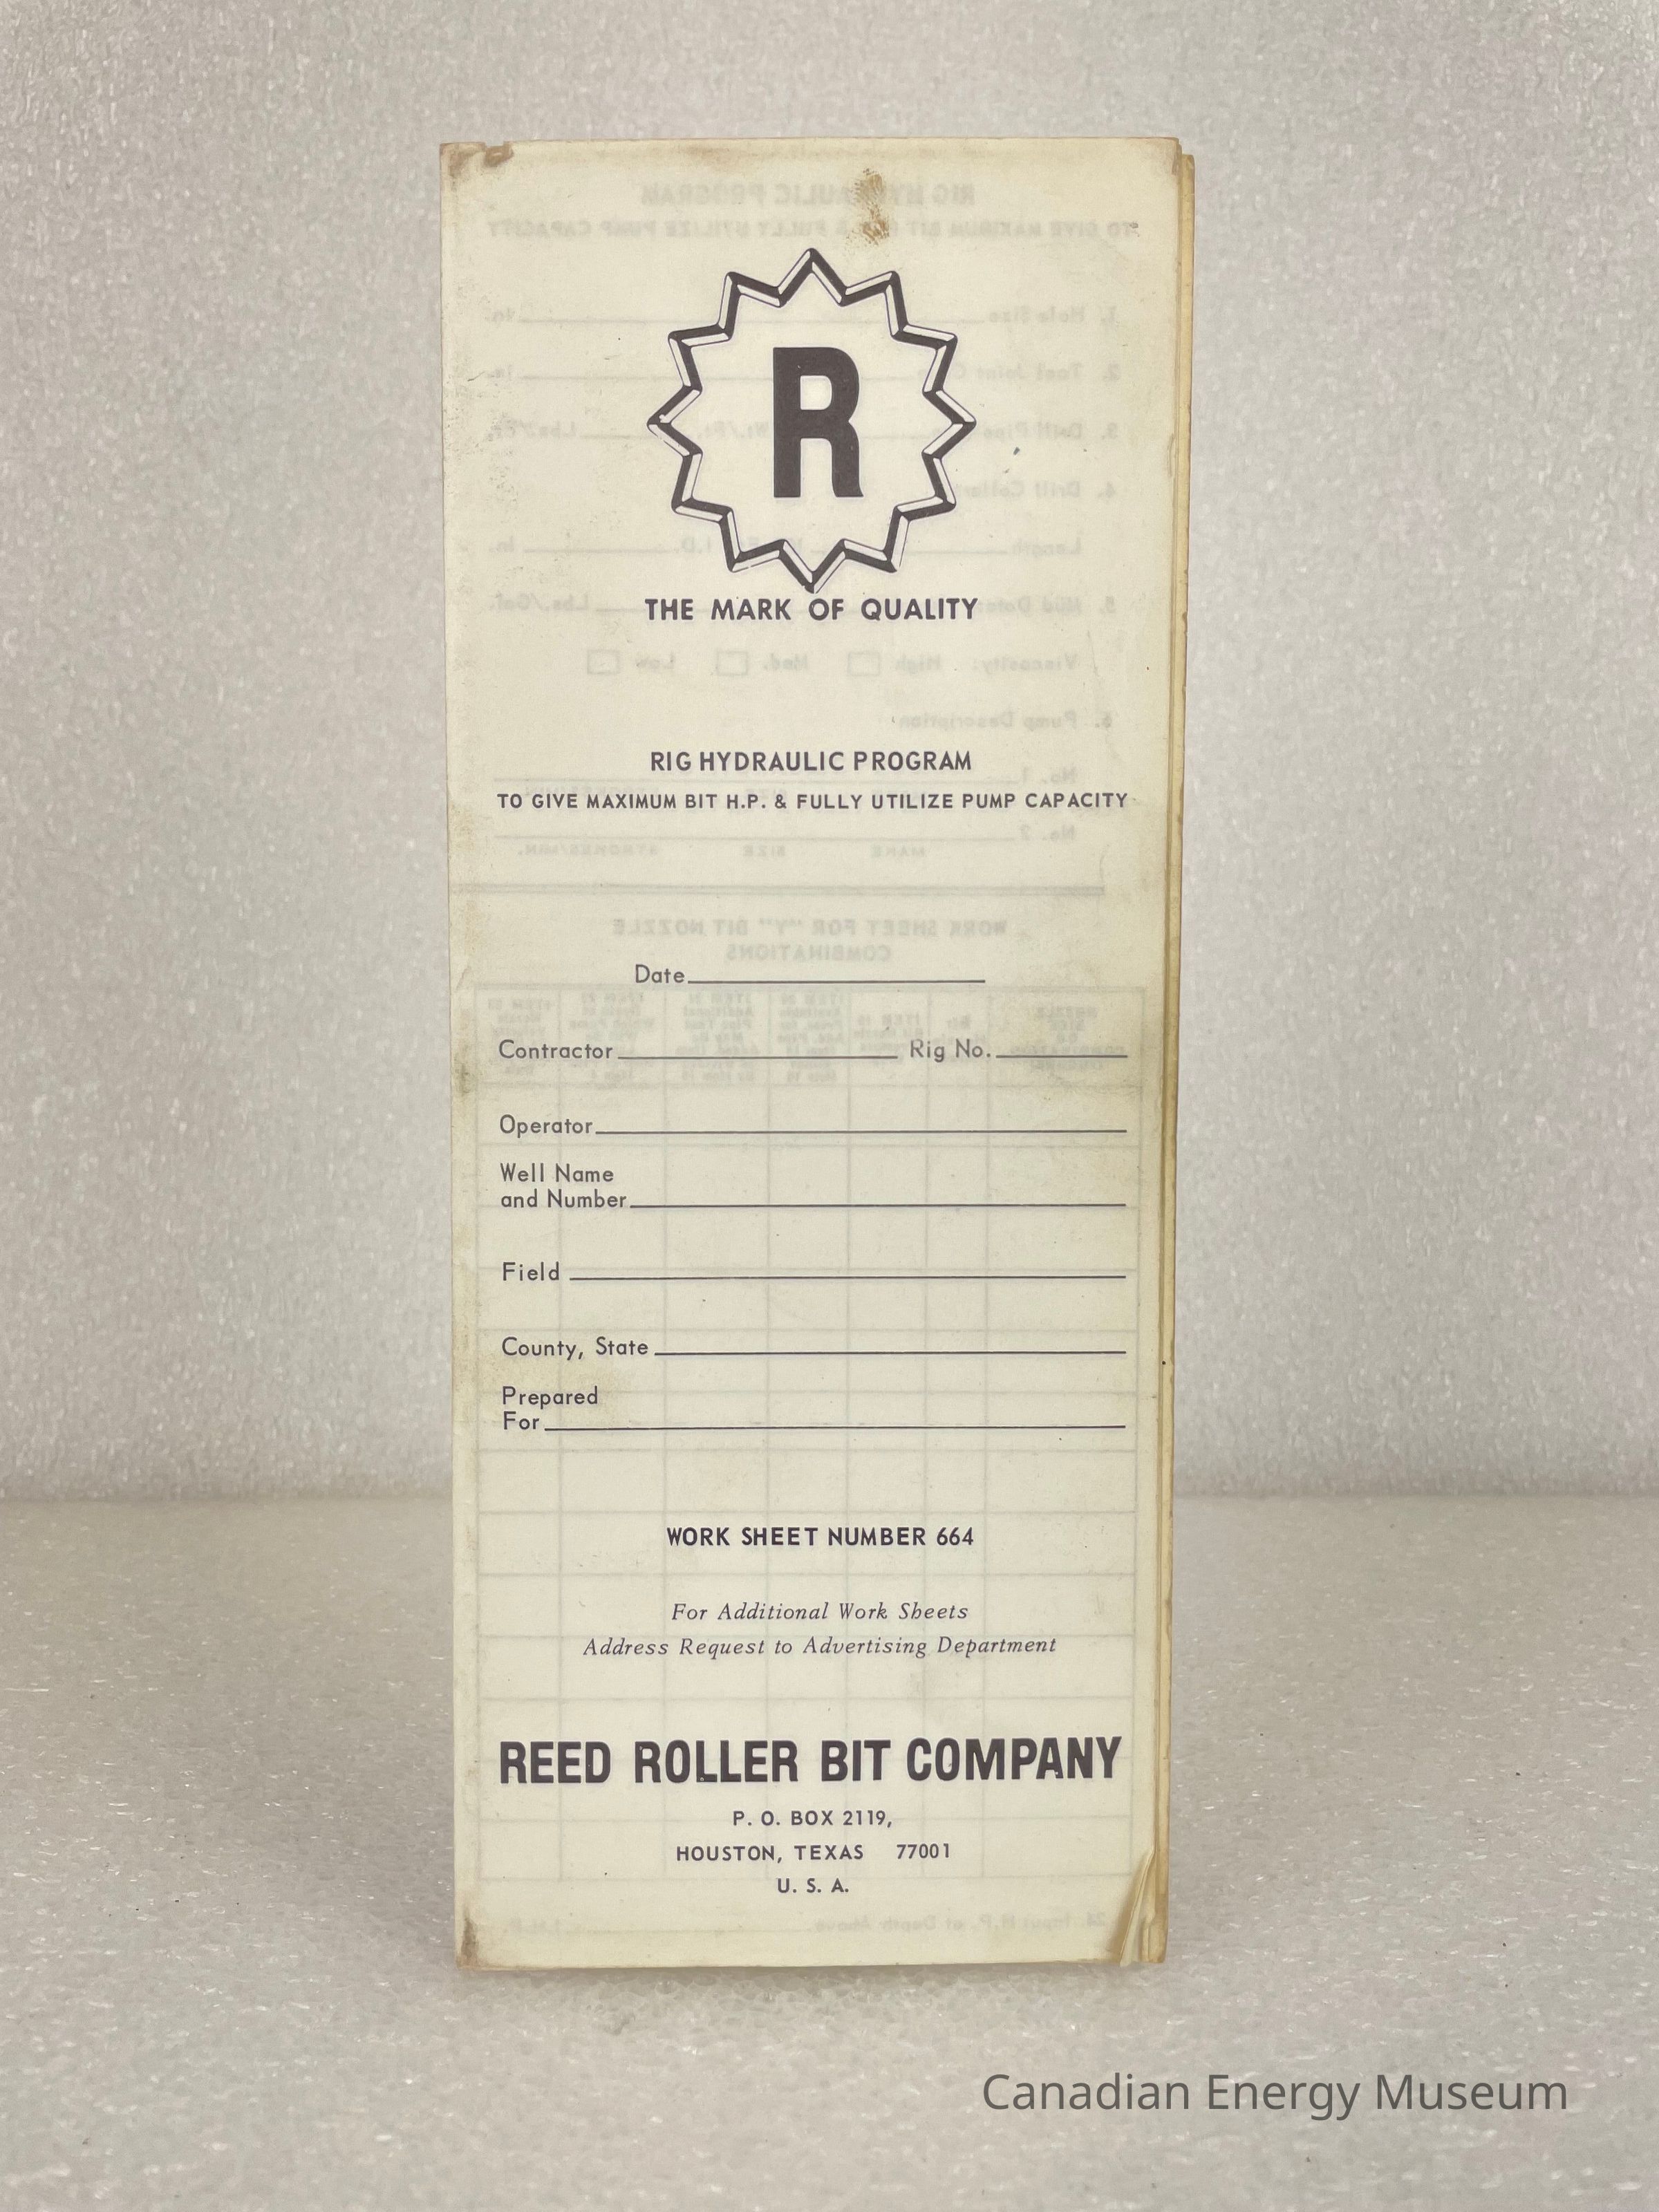 R
THE MARK OF QUALITY
RIG HYDRAULIC PROGRAM
TO GIVE MAXIMUM BIT H.P. & FULLY UTILIZE PUMP CAPACITY
Date
Contractor Rig No.
Operator
Well Name
and Number
Field
County, State
Prepared
For
WORK SHEET NUMBER 664
For Additional Work Sheets
Address Request to Advertising Department
REED ROLLER BIT COMPANY
P. O. BOX 2119,
HOUSTON, TEXAS 77001
U. S. A.
Canadian Energy Museum